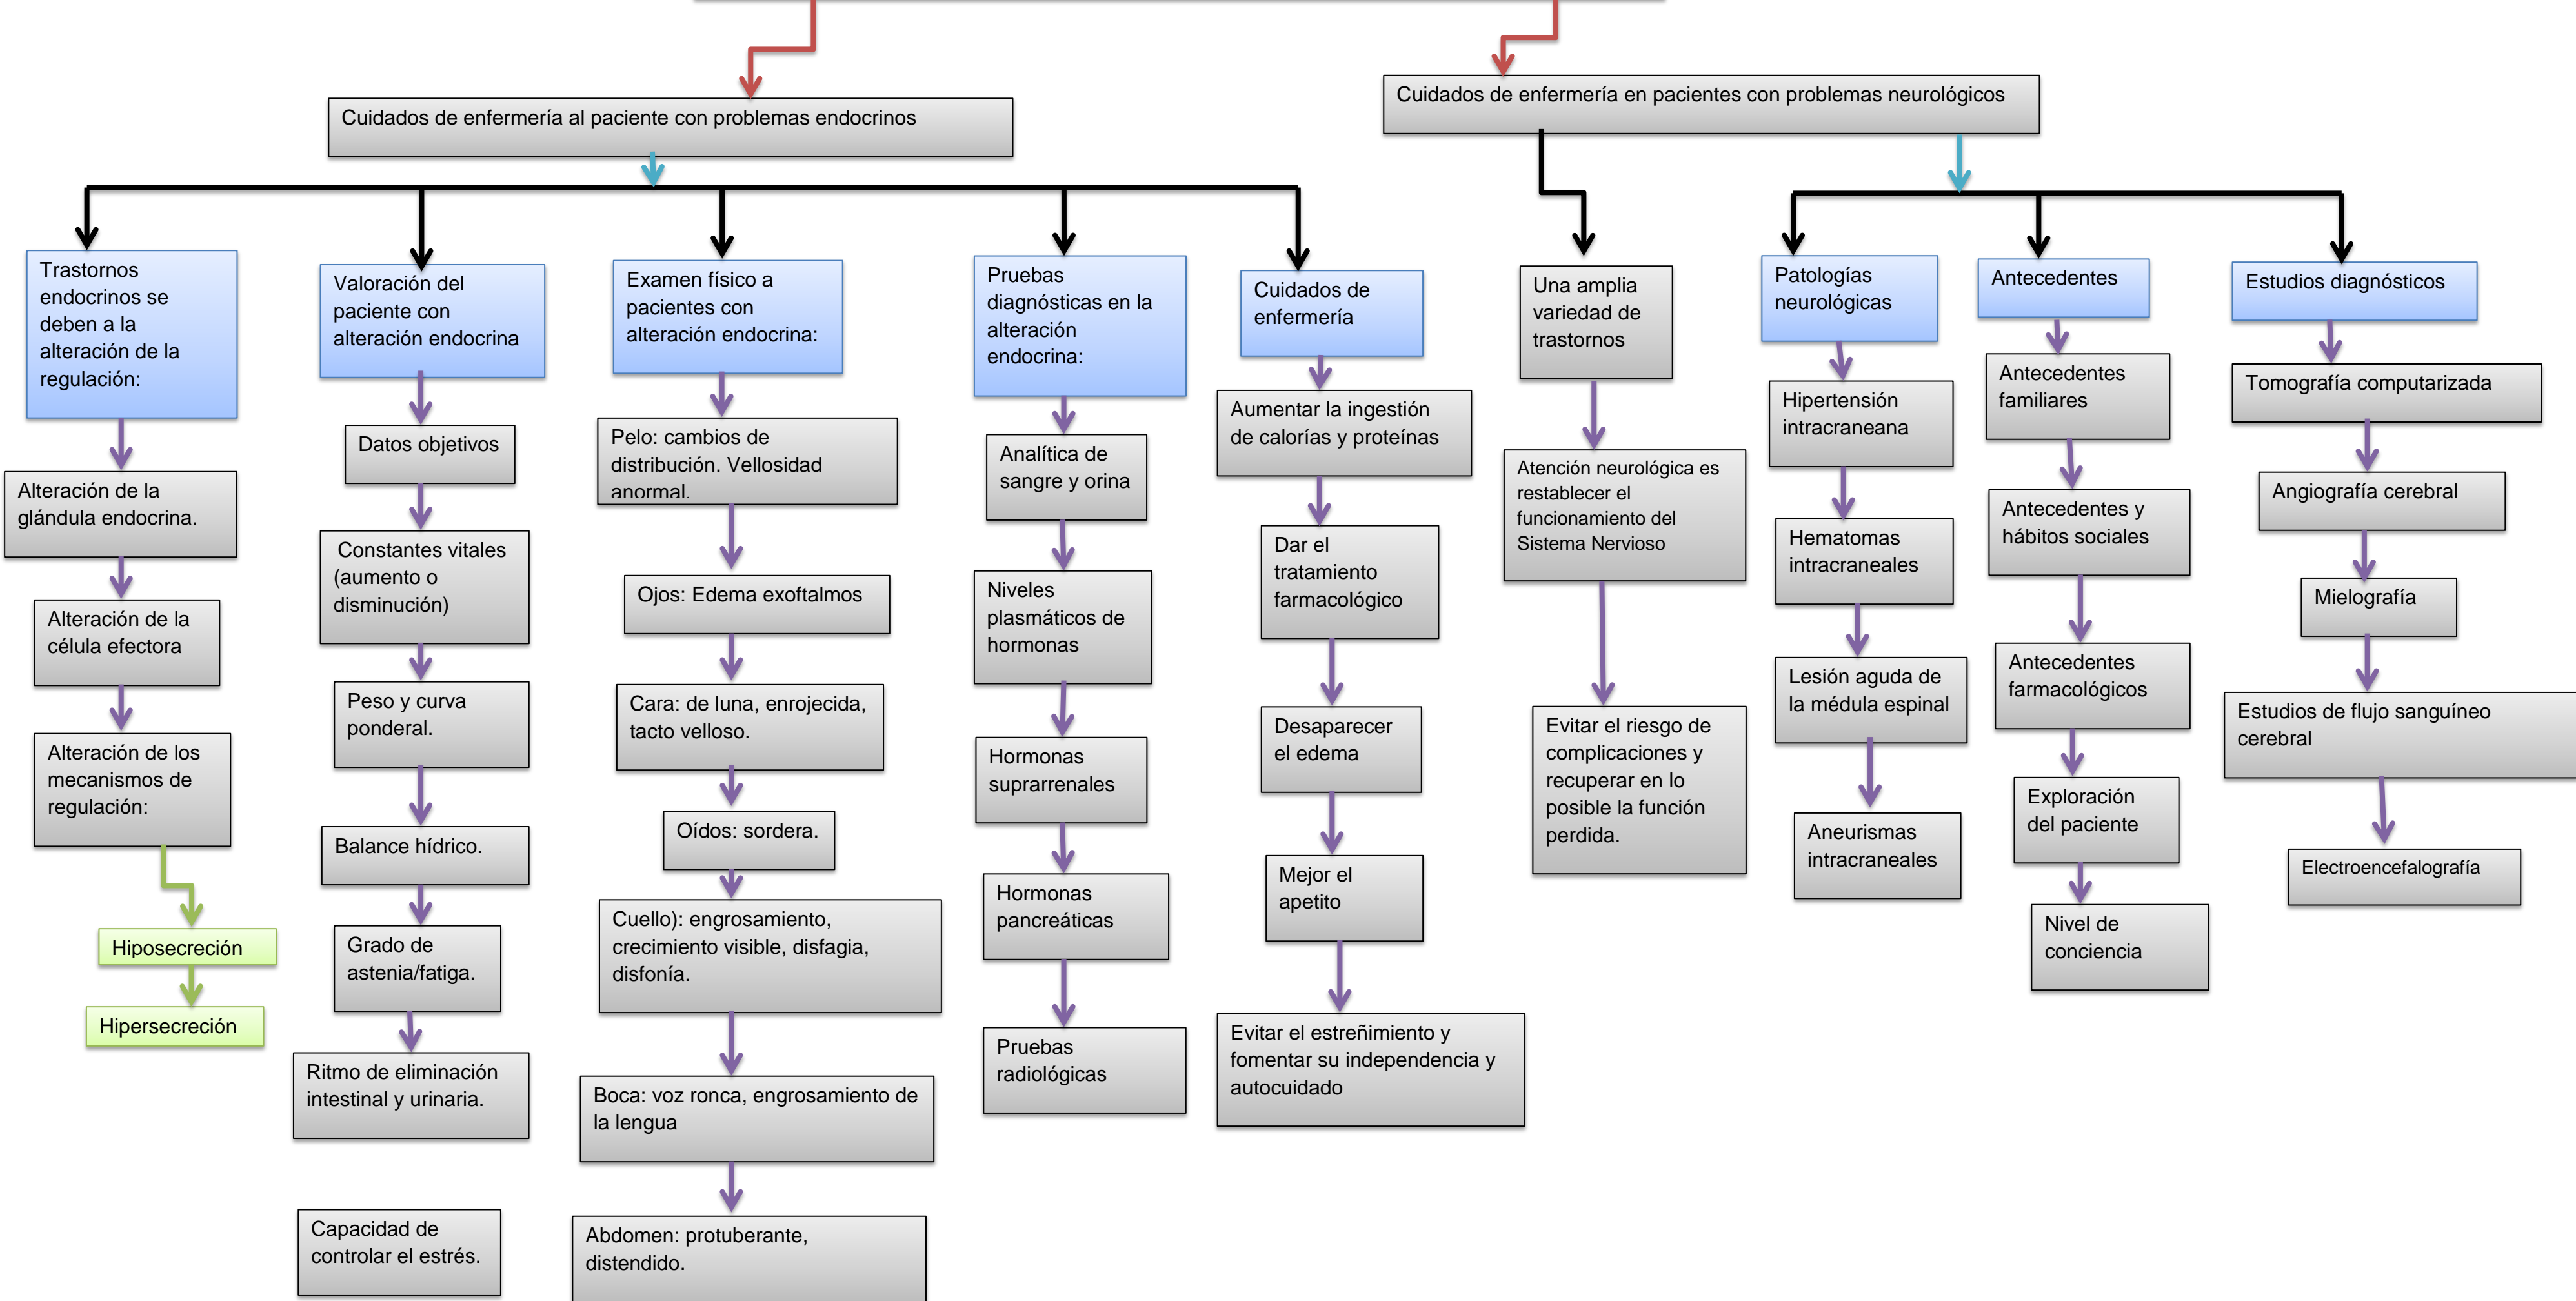 Cuidados de enfermería al paciente con problemas endocrinos
Cuidados de enfermería en pacientes con problemas neurológicos
Trastornos
endocrinos se
deben a la
alteración de la
regulación:
Alteración de la
glándula endocrina.
Alteración de la
célula efectora
Alteración de los
mecanismos de
regulación:
Hiposecreción
Hipersecreción
Valoración del
paciente con
alteración endocrina
Datos objetivos
Constantes vitales
(aumento o
disminución)
Peso y curva
ponderal.
Balance hídrico.
Grado de
astenia/fatiga.
Ritmo de eliminación
intestinal y urinaria.
Capacidad de
controlar el estrés.
Examen físico a
pacientes con
alteración endocrina:
Pelo: cambios de
distribución. Vellosidad
anormal.
Ojos: Edema exoftalmos
Cara: de luna, enrojecida,
tacto velloso.
Oídos: sordera.
Cuello): engrosamiento,
crecimiento visible, disfagia,
disfonía.
Boca: voz ronca, engrosamiento de
la lengua
Abdomen: protuberante,
distendido.
Pruebas
diagnósticas en la
alteración
endocrina:
Analítica de
sangre y orina
Niveles
plasmáticos de
hormonas
Hormonas
suprarrenales
Hormonas
pancreáticas
Pruebas
radiológicas
Cuidados de
enfermería
Aumentar la ingestión
de calorías y proteínas
Dar el
tratamiento
farmacológico
Desaparecer
el edema
Mejor el
apetito
Evitar el estreñimiento y
fomentar su independencia y
autocuidado
Una amplia
variedad de
trastornos
Atención neurológica es
restablecer el
funcionamiento del
Sistema Nervioso
Evitar el riesgo de
complicaciones y
recuperar en lo
posible la función
perdida.
Patologías
neurológicas
Hipertensión
intracraneana
Hematomas
intracraneales
Lesión aguda de
la médula espinal
Aneurismas
intracraneales
Antecedentes
Antecedentes
familiares
Antecedentes y
hábitos sociales
Antecedentes
farmacológicos
Exploración
del paciente
Nivel de
conciencia
Estudios diagnósticos
Tomografía computarizada
Angiografía cerebral
Mielografía
Estudios de flujo sanguíneo
cerebral
Electroencefalografía